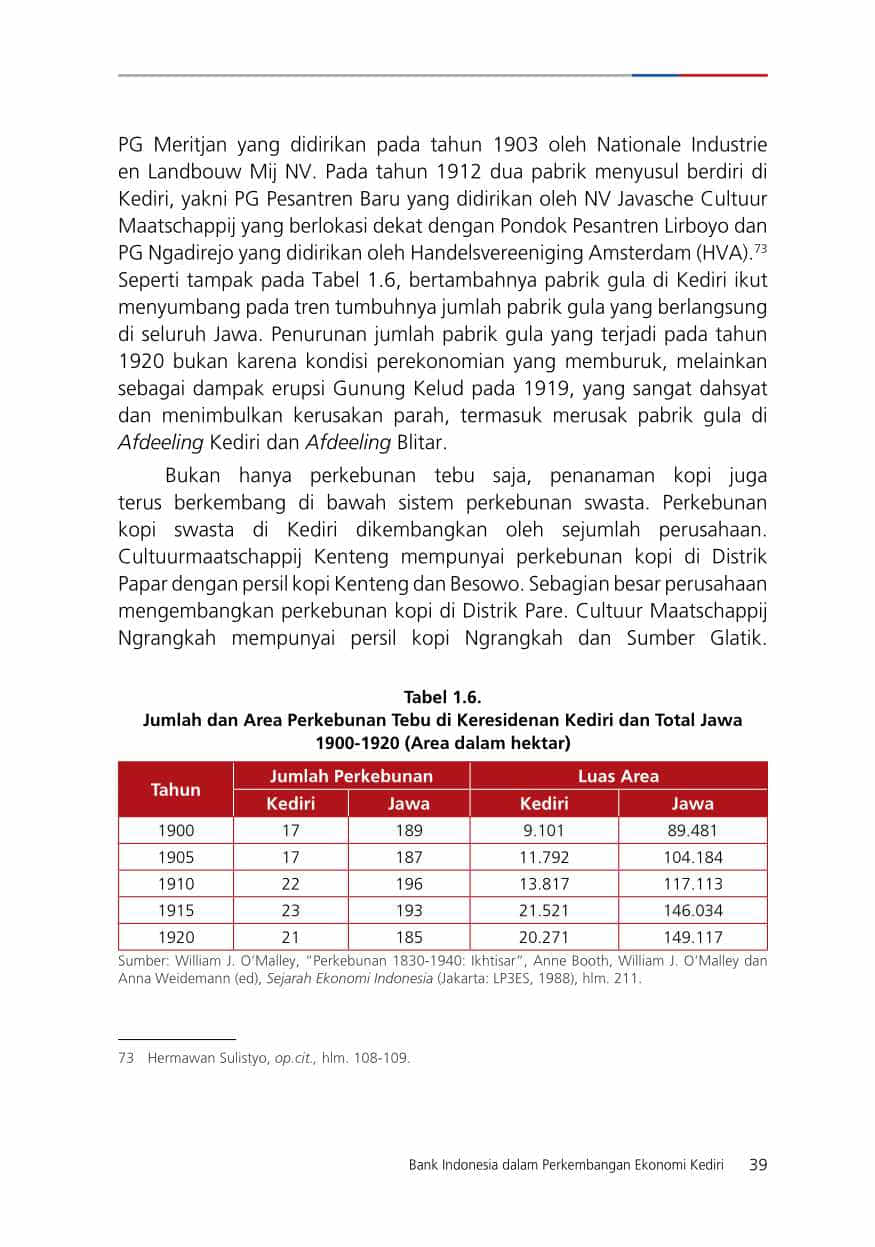 PG Meritjan yang didirikan pada tahun 1903 oleh Nationale Industrie
en Landbouw Mij NV. Pada tahun 1912 dua pabrik menyusul berdiri di
Kediri, yakni PG Pesantren Baru yang didirikan oleh NV Javasche Cultuur
Maatschappij yang berlokasi dekat dengan Pondok Pesantren Lirboyo dan
PG Ngadirejo yang didirikan oleh Handelsvereeniging Amsterdam (HVA).73
Seperti tampak pada Tabel 1.6, bertambahnya pabrik gula di Kediri ikut
menyumbang pada tren tumbuhnya jumlah pabrik gula yang berlangsung
di seluruh Jawa. Penurunan jumlah pabrik gula yang terjadi pada tahun
1920 bukan karena kondisi perekonomian yang memburuk, melainkan
sebagai dampak erupsi Gunung Kelud pada 1919, yang sangat dahsyat
dan menimbulkan kerusakan parah, termasuk merusak pabrik gula di
Afdeeling Kediri dan Afdeeling Blitar.
Bukan hanya perkebunan tebu saja, penanaman kopi juga
terus berkembang di bawah sistem perkebunan swasta. Perkebunan
kopi swasta di Kediri dikembangkan oleh sejumlah perusahaan.
Cultuurmaatschappij Kenteng mempunyai perkebunan kopi di Distrik
Papar dengan persil kopi Kenteng dan Besowo. Sebagian besar perusahaan
mengembangkan perkebunan kopi di Distrik Pare. Cultuur Maatschappij
Ngrangkah mempunyai persil kopi Ngrangkah dan Sumber Glatik.
Tabel 1.6.
Jumlah dan Area Perkebunan Tebu di Keresidenan Kediri dan Total Jawa
1900-1920 (Area dalam hektar)
Tahun Jumlah Perkebunan Luas Area
Kediri Jawa Kediri Jawa
1900 17 189 9.101 89.481
1905 17 187 11.792 104.184
1910 22 196 13.817 117.113
1915 23 193 21.521 146.034
1920 21 185 20.271 149.117
Sumber: William J. O'Malley, "Perkebunan 1830-1940: Ikhtisar", Anne Booth, William J. O'Malley dan
Anna Weidemann (ed), Sejarah Ekonomi Indonesia (Jakarta: LP3ES, 1988), hlm. 211.
73 Hermawan Sulistyo, op.cit., hlm. 108-109.
Bank Indonesia dalam Perkembangan Ekonomi Kediri 39